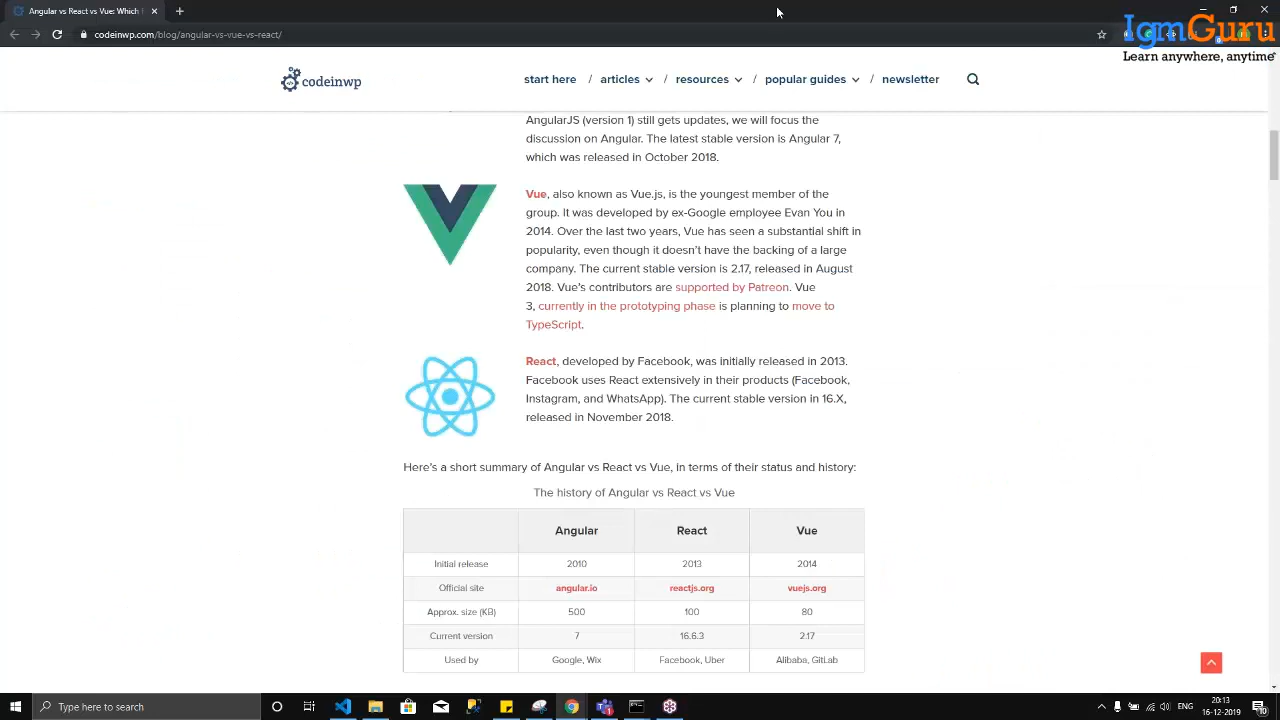 Angular vs React vs Vue: Which
codeinwp.com/blog/angular-vs-vue-vs-react/
IgmGuru
Learn anywhere, anytime
codeinwp
start here / articles / resources / popular guides / newsletter
AngularJS (version 1) still gets updates, we will focus the
discussion on Angular. The latest stable version is Angular 7,
which was released in October 2018.
Vue, also known as Vue.js, is the youngest member of the
group. It was developed by ex-Google employee Evan You in
2014. Over the last two years, Vue has seen a substantial shift in
popularity, even though it doesn't have the backing of a large
company. The current stable version is 2.17, released in August
2018. Vue's contributors are supported by Patreon. Vue
3, currently in the prototyping phase is planning to move to
TypeScript.
React, developed by Facebook, was initially released in 2013.
Facebook uses React extensively in their products (Facebook,
Instagram, and WhatsApp). The current stable version in 16.X,
released in November 2018.
Here's a short summary of Angular vs React vs Vue, in terms of their status and history:
The history of Angular vs React vs Vue
Angular React Vue
Initial release 2010 2013 2014
Official site angular.io reactjs.org vuejs.org
Approx. size (KB) 500 100 80
Current version 7 16.6.3 2.17
Used by Google, Wix Facebook, Uber Alibaba, GitLab
Type here to search
20:13
16-12-2019